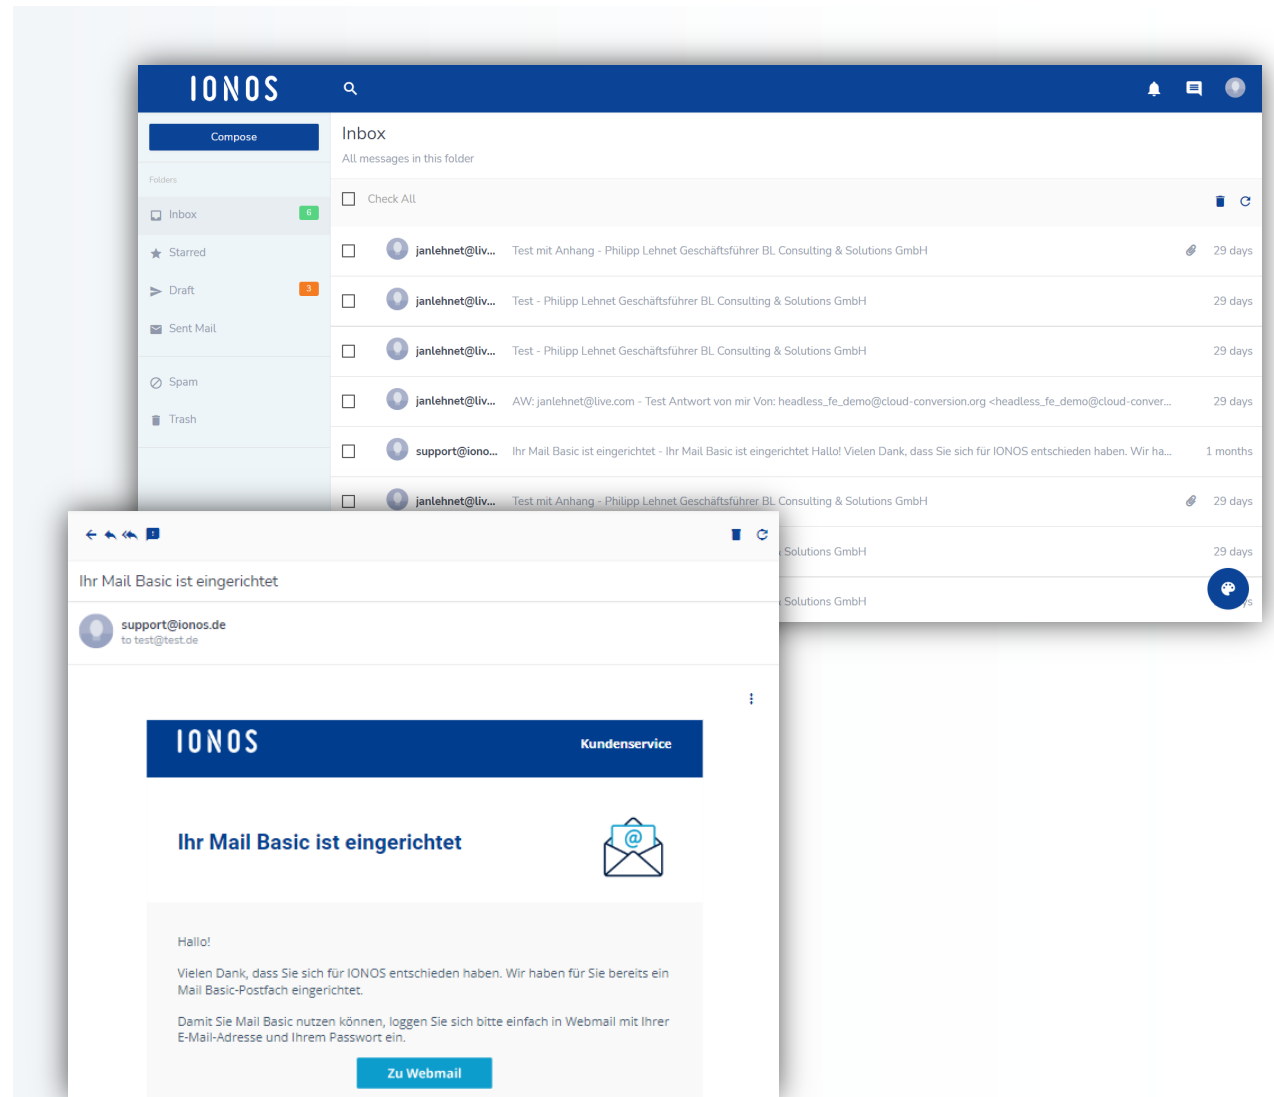 IONOS
Compose
Folders
Inbox 6
Starred
Draft 3
Sent Mail
Spam
Trash
Inbox
All messages in this folder
Check All
janlehnet@liv... Test mit Anhang - Philipp Lehnet Geschäftsführer BL Consulting & Solutions GmbH 29 days
janlehnet@liv... Test - Philipp Lehnet Geschäftsführer BL Consulting & Solutions GmbH 29 days
janlehnet@liv... Test - Philipp Lehnet Geschäftsführer BL Consulting & Solutions GmbH 29 days
janlehnet@liv... AW: janlehnet@live.com - Test Antwort von mir Von: headless_fe_demo@cloud-conversion.org <headless_fe_demo@cloud-conver... 29 days
support@iono... Ihr Mail Basic ist eingerichtet - Ihr Mail Basic ist eingerichtet Hallo! Vielen Dank, dass Sie sich für IONOS entschieden haben. Wir ha... 1 months
janlehnet@liv... Test mit Anhang - Philipp Lehnet Geschäftsführer BL Consulting & Solutions GmbH 29 days
Solutions GmbH 29 days
Solutions GmbH
Ihr Mail Basic ist eingerichtet
support@ionos.de
to test@test.de
IONOS
Kundenservice
Ihr Mail Basic ist eingerichtet
Hallo!
Vielen Dank, dass Sie sich für IONOS entschieden haben. Wir haben für Sie bereits ein
Mail Basic-Postfach eingerichtet.
Damit Sie Mail Basic nutzen können, loggen Sie sich bitte einfach in Webmail mit Ihrer
E-Mail-Adresse und Ihrem Passwort ein.
Zu Webmail